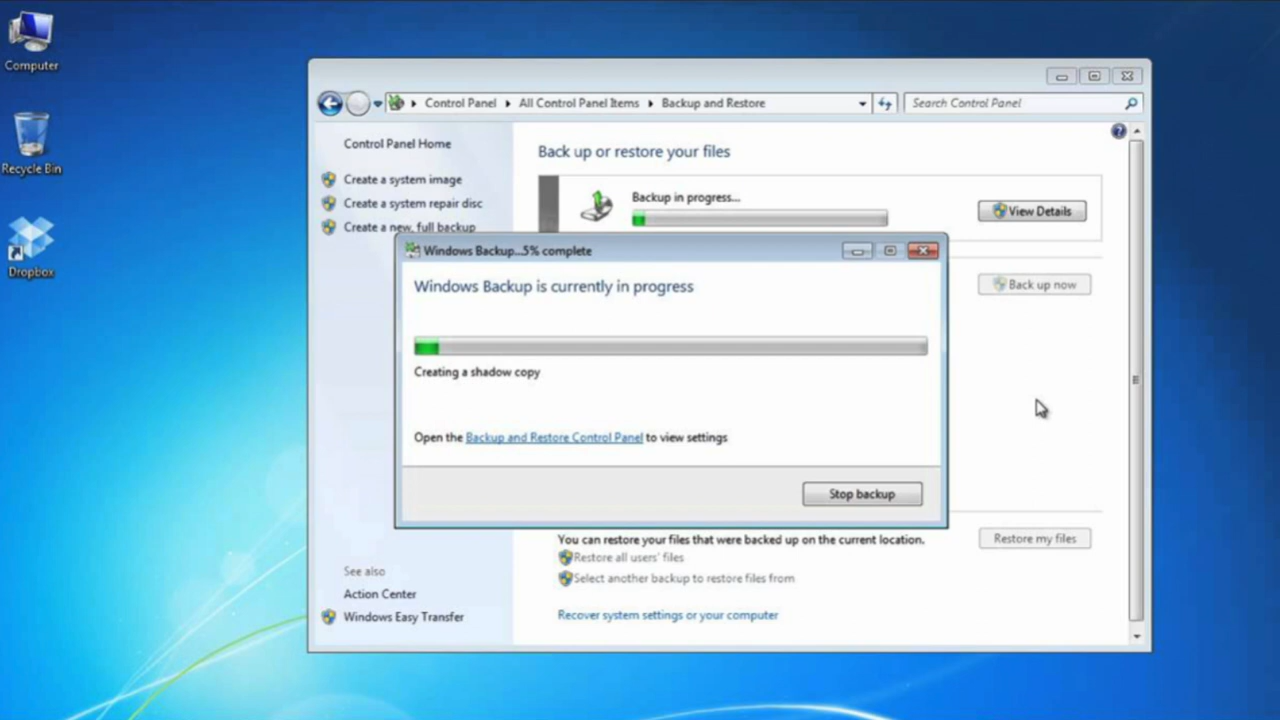 Computer
Recycle Bin
Dropbox
Control Panel All Control Panel Items Backup and Restore
Search Control Panel
Control Panel Home
Create a system image
Create a system repair disc
Create a new, full backup
Back up or restore your files
Backup in progress...
View Details
Windows Backup...5% complete
Windows Backup is currently in progress
Creating a shadow copy
Open the Backup and Restore Control Panel to view settings
Stop backup
Back up now
You can restore your files that were backed up on the current location.
Restore my files
Restore all users' files
Select another backup to restore files from
Recover system settings or your computer
See also
Action Center
Windows Easy Transfer